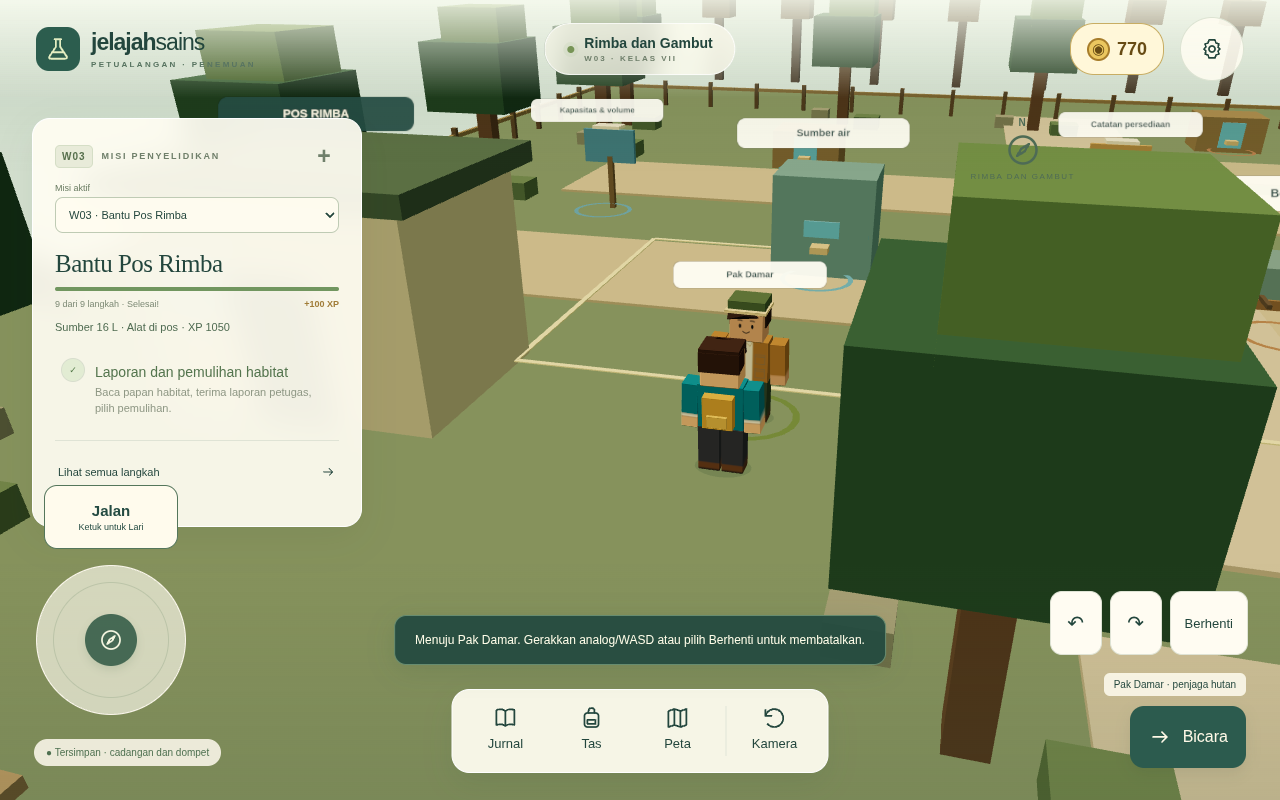 jelajahsains
PETUALANGAN · PENEMUAN
Rimba dan Gambut
W03 · KELAS VII
770
POS RIMBA
Kapasitas & volume
Sumber air
Catatan persediaan
N
RIMBA DAN GAMBUT
Pak Damar
W03
MISI PENYELIDIKAN
Misi aktif
W03 · Bantu Pos Rimba
Bantu Pos Rimba
9 dari 9 langkah · Selesai!
+100 XP
Sumber 16 L · Alat di pos · XP 1050
Laporan dan pemulihan habitat
Baca papan habitat, terima laporan petugas,
pilih pemulihan.
Lihat semua langkah
Jalan
Ketuk untuk Lari
Menuju Pak Damar. Gerakkan analog/WASD atau pilih Berhenti untuk membatalkan.
Berhenti
Pak Damar · penjaga hutan
Bicara
Jurnal
Tas
Peta
Kamera
Tersimpan · cadangan dan dompet